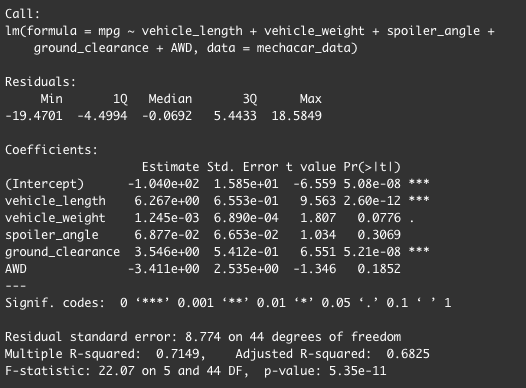 Call:
lm(formula = mpg ~ vehicle_length + vehicle_weight + spoiler_angle +
    ground_clearance + AWD, data = mechacar_data)

Residuals:
     Min       1Q   Median       3Q      Max
-19.4701  -4.4994  -0.0692   5.4433  18.5849

Coefficients:
                   Estimate Std. Error t value Pr(>|t|)
(Intercept)      -1.040e+02  1.585e+01  -6.559 5.08e-08 ***
vehicle_length    6.267e+00  6.553e-01   9.563 2.60e-12 ***
vehicle_weight    1.245e-03  6.890e-04   1.807   0.0776 .
spoiler_angle     6.877e-02  6.653e-02   1.034   0.3069
ground_clearance  3.546e+00  5.412e-01   6.551 5.21e-08 ***
AWD              -3.411e+00  2.535e+00  -1.346   0.1852
---
Signif. codes:  0 ‘***’ 0.001 ‘**’ 0.01 ‘*’ 0.05 ‘.’ 0.1 ‘ ’ 1

Residual standard error: 8.774 on 44 degrees of freedom
Multiple R-squared:  0.7149,    Adjusted R-squared:  0.6825
F-statistic: 22.07 on 5 and 44 DF,  p-value: 5.35e-11